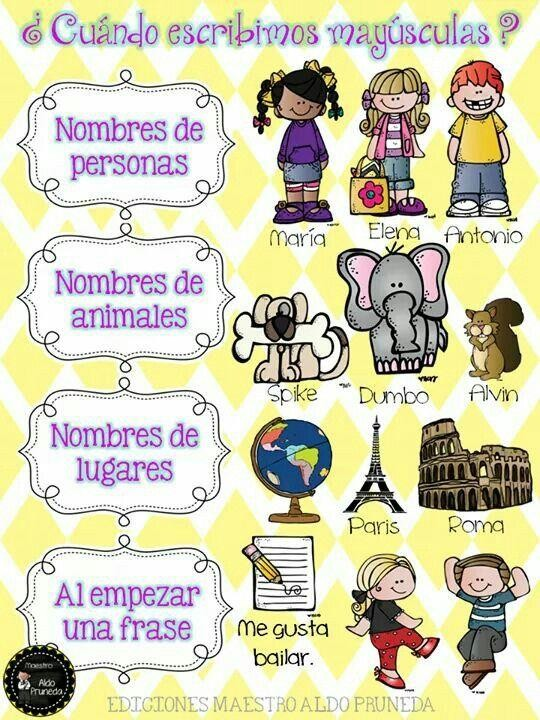 ¿Cuándo escribimos mayúsculas?
Nombres de
personas
María
Elena
Antonio
Nombres de
animales
Spike
Dumbo
Alvin
Nombres de
lugares
Paris
Roma
Al empezar
una frase
Me gusta
bailar.
Maestro
Aldo
Pruneda
EDICIONES MAESTRO ALDO PRUNEDA